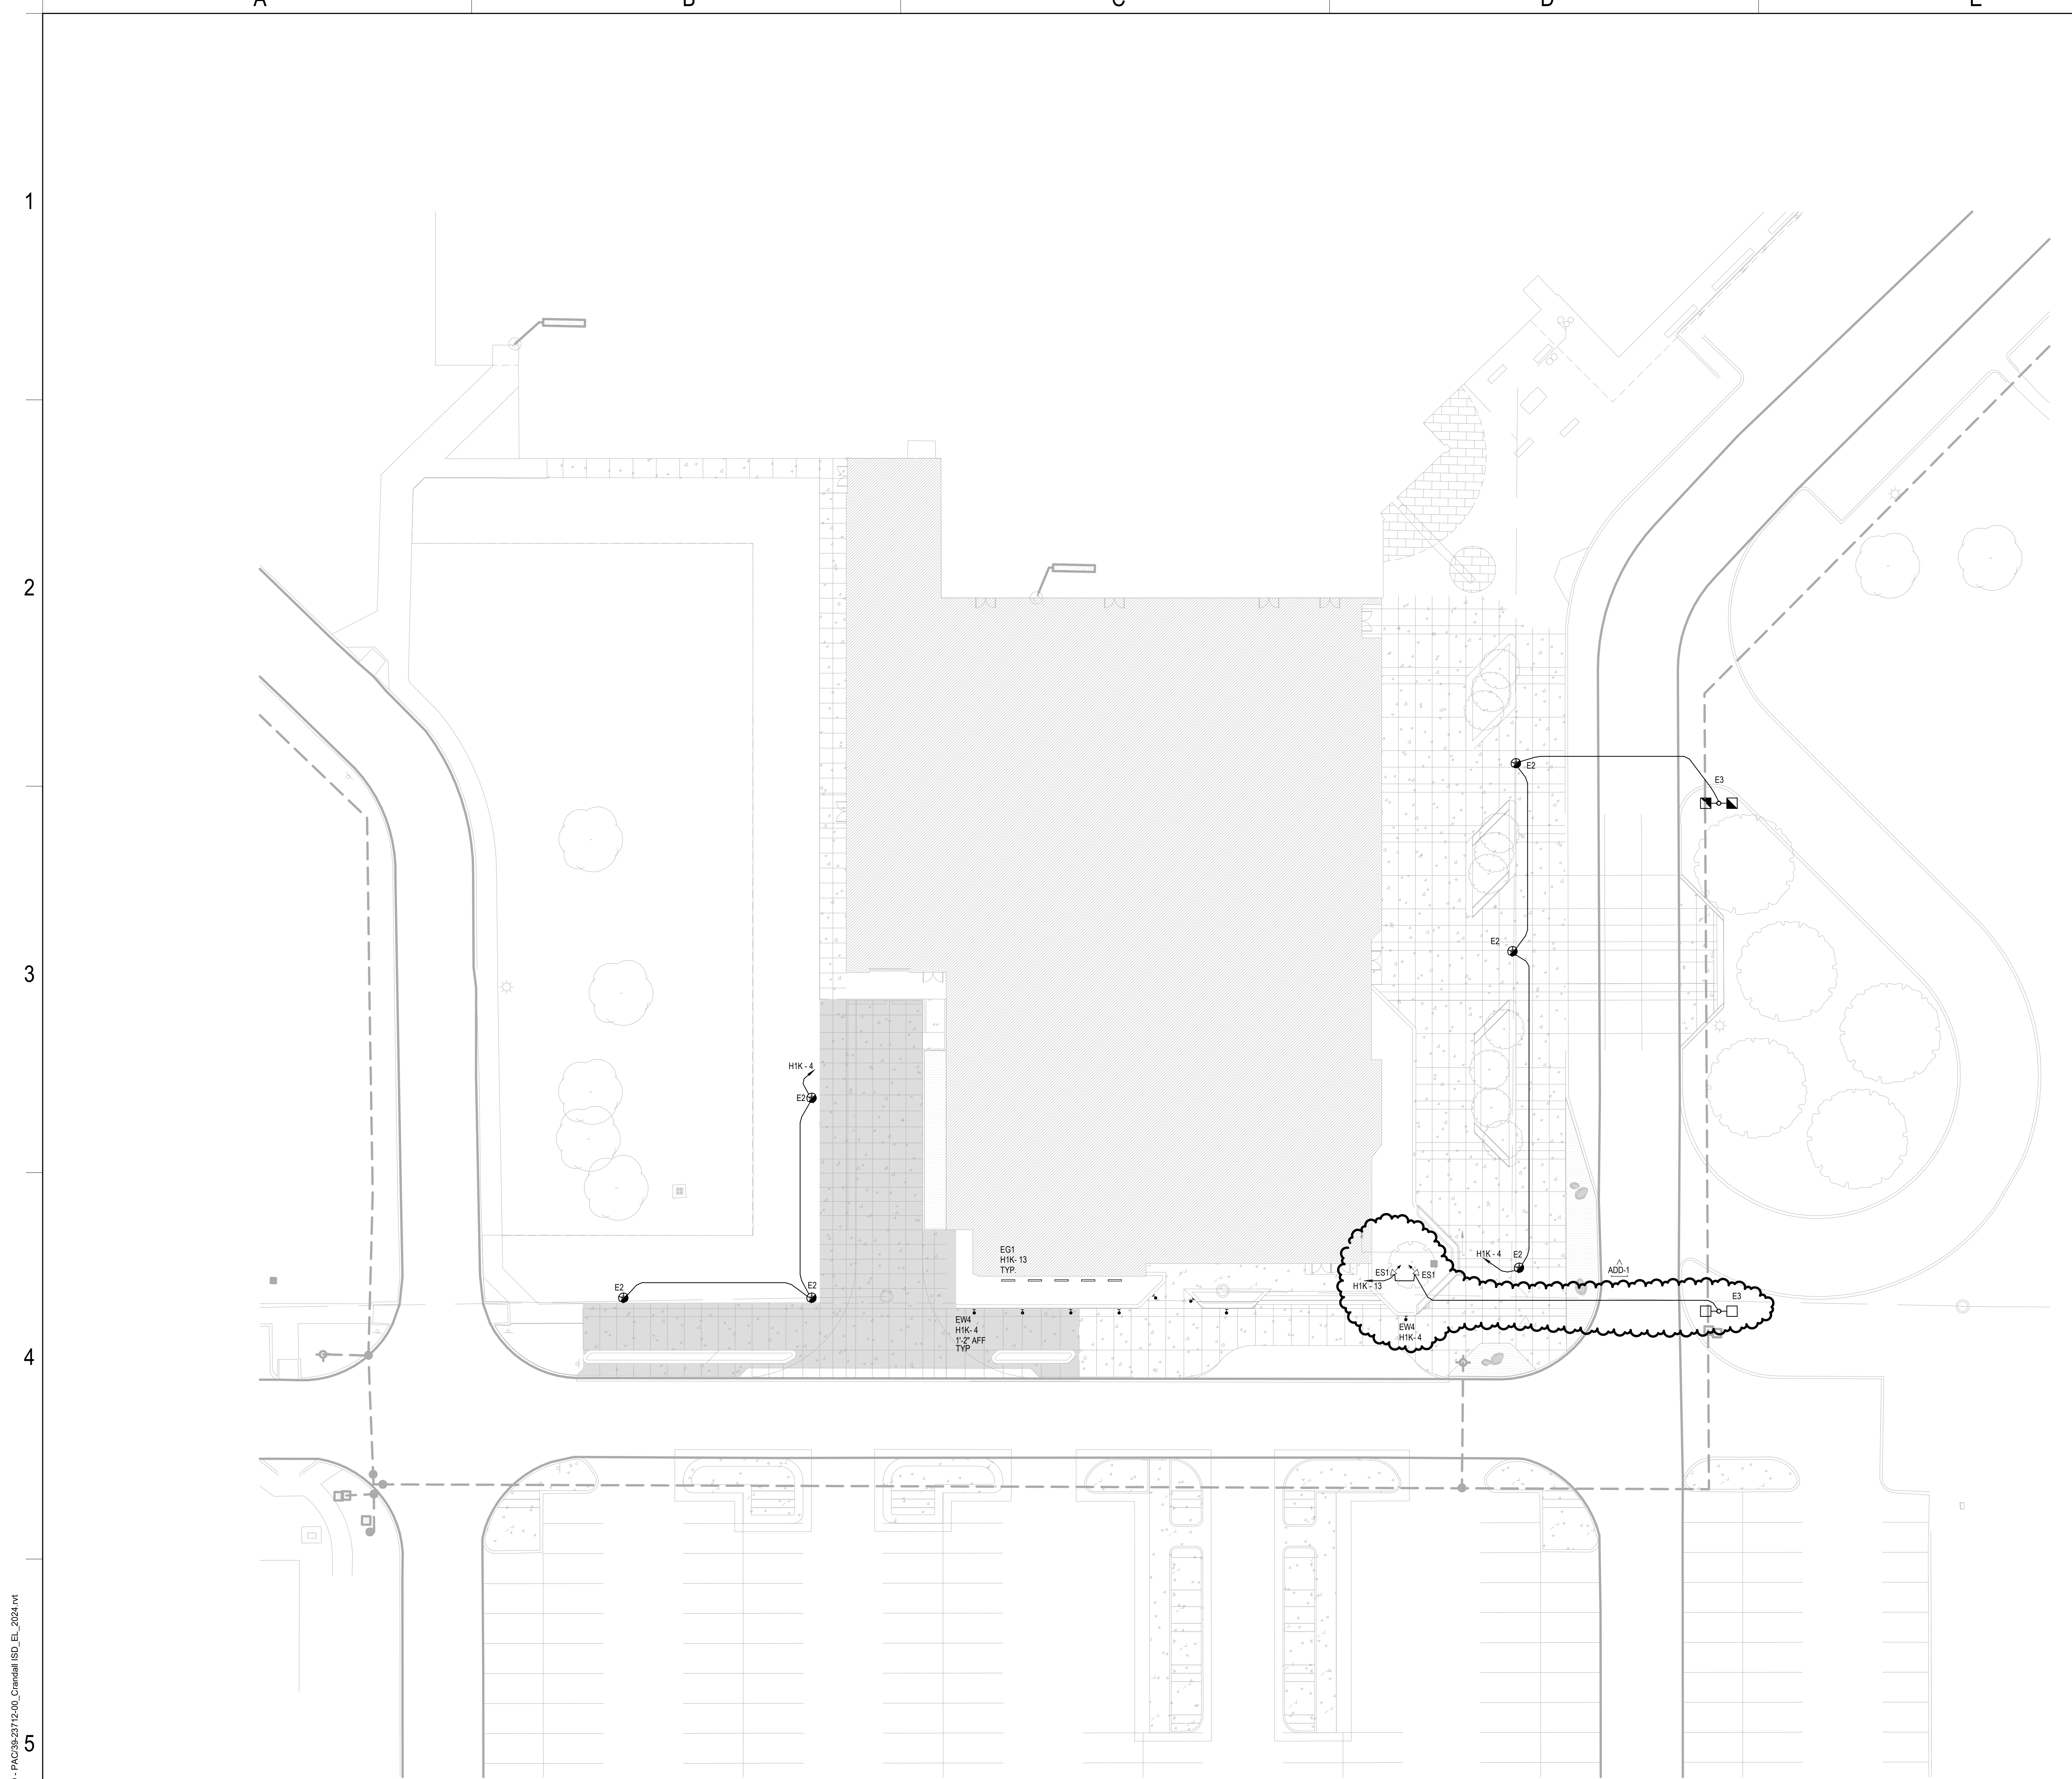 A B C D E
1
2
E2
E3
E2
3
H1K - 4
E2
EG1
H1K- 13
TYP.
H1K - 4
E2
ADD-1
ES1
ES1
H1K - 13
E2
E2
E3
EW4
H1K- 4
1'-2" AFF
TYP
EW4
H1K- 4
4
5
- PAC/39-23712-00_Crandall ISD_EL_2024.rvt